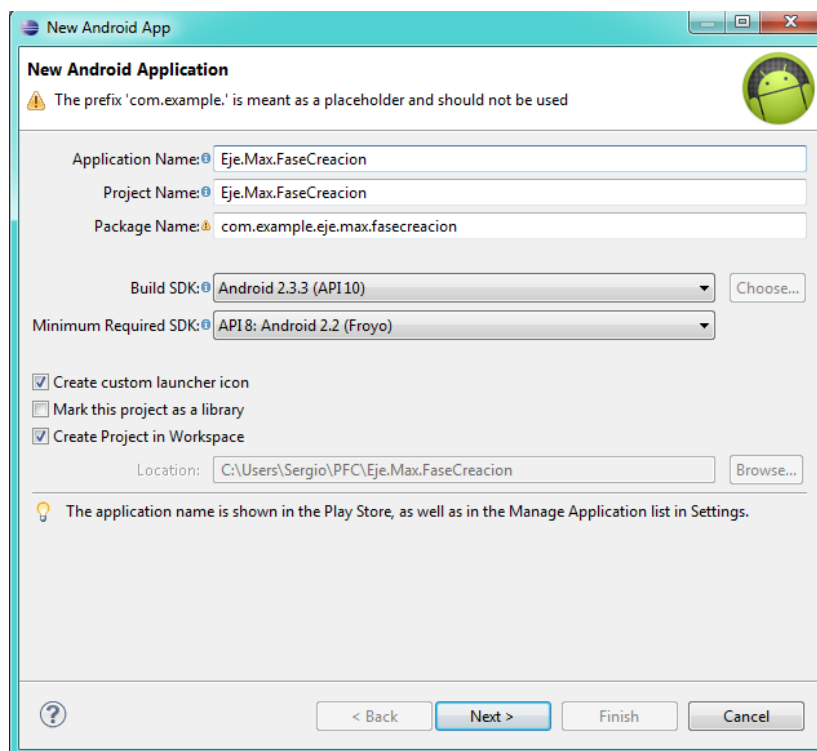 New Android App
New Android Application
The prefix 'com.example.' is meant as a placeholder and should not be used
Application Name: Eje.Max.FaseCreacion
Project Name: Eje.Max.FaseCreacion
Package Name: com.example.eje.max.fasecreacion
Build SDK: Android 2.3.3 (API 10) Choose...
Minimum Required SDK: API 8: Android 2.2 (Froyo)
Create custom launcher icon
Mark this project as a library
Create Project in Workspace
Location: C:\Users\Sergio\PFC\Eje.Max.FaseCreacion Browse...
The application name is shown in the Play Store, as well as in the Manage Application list in Settings.
? < Back Next > Finish Cancel